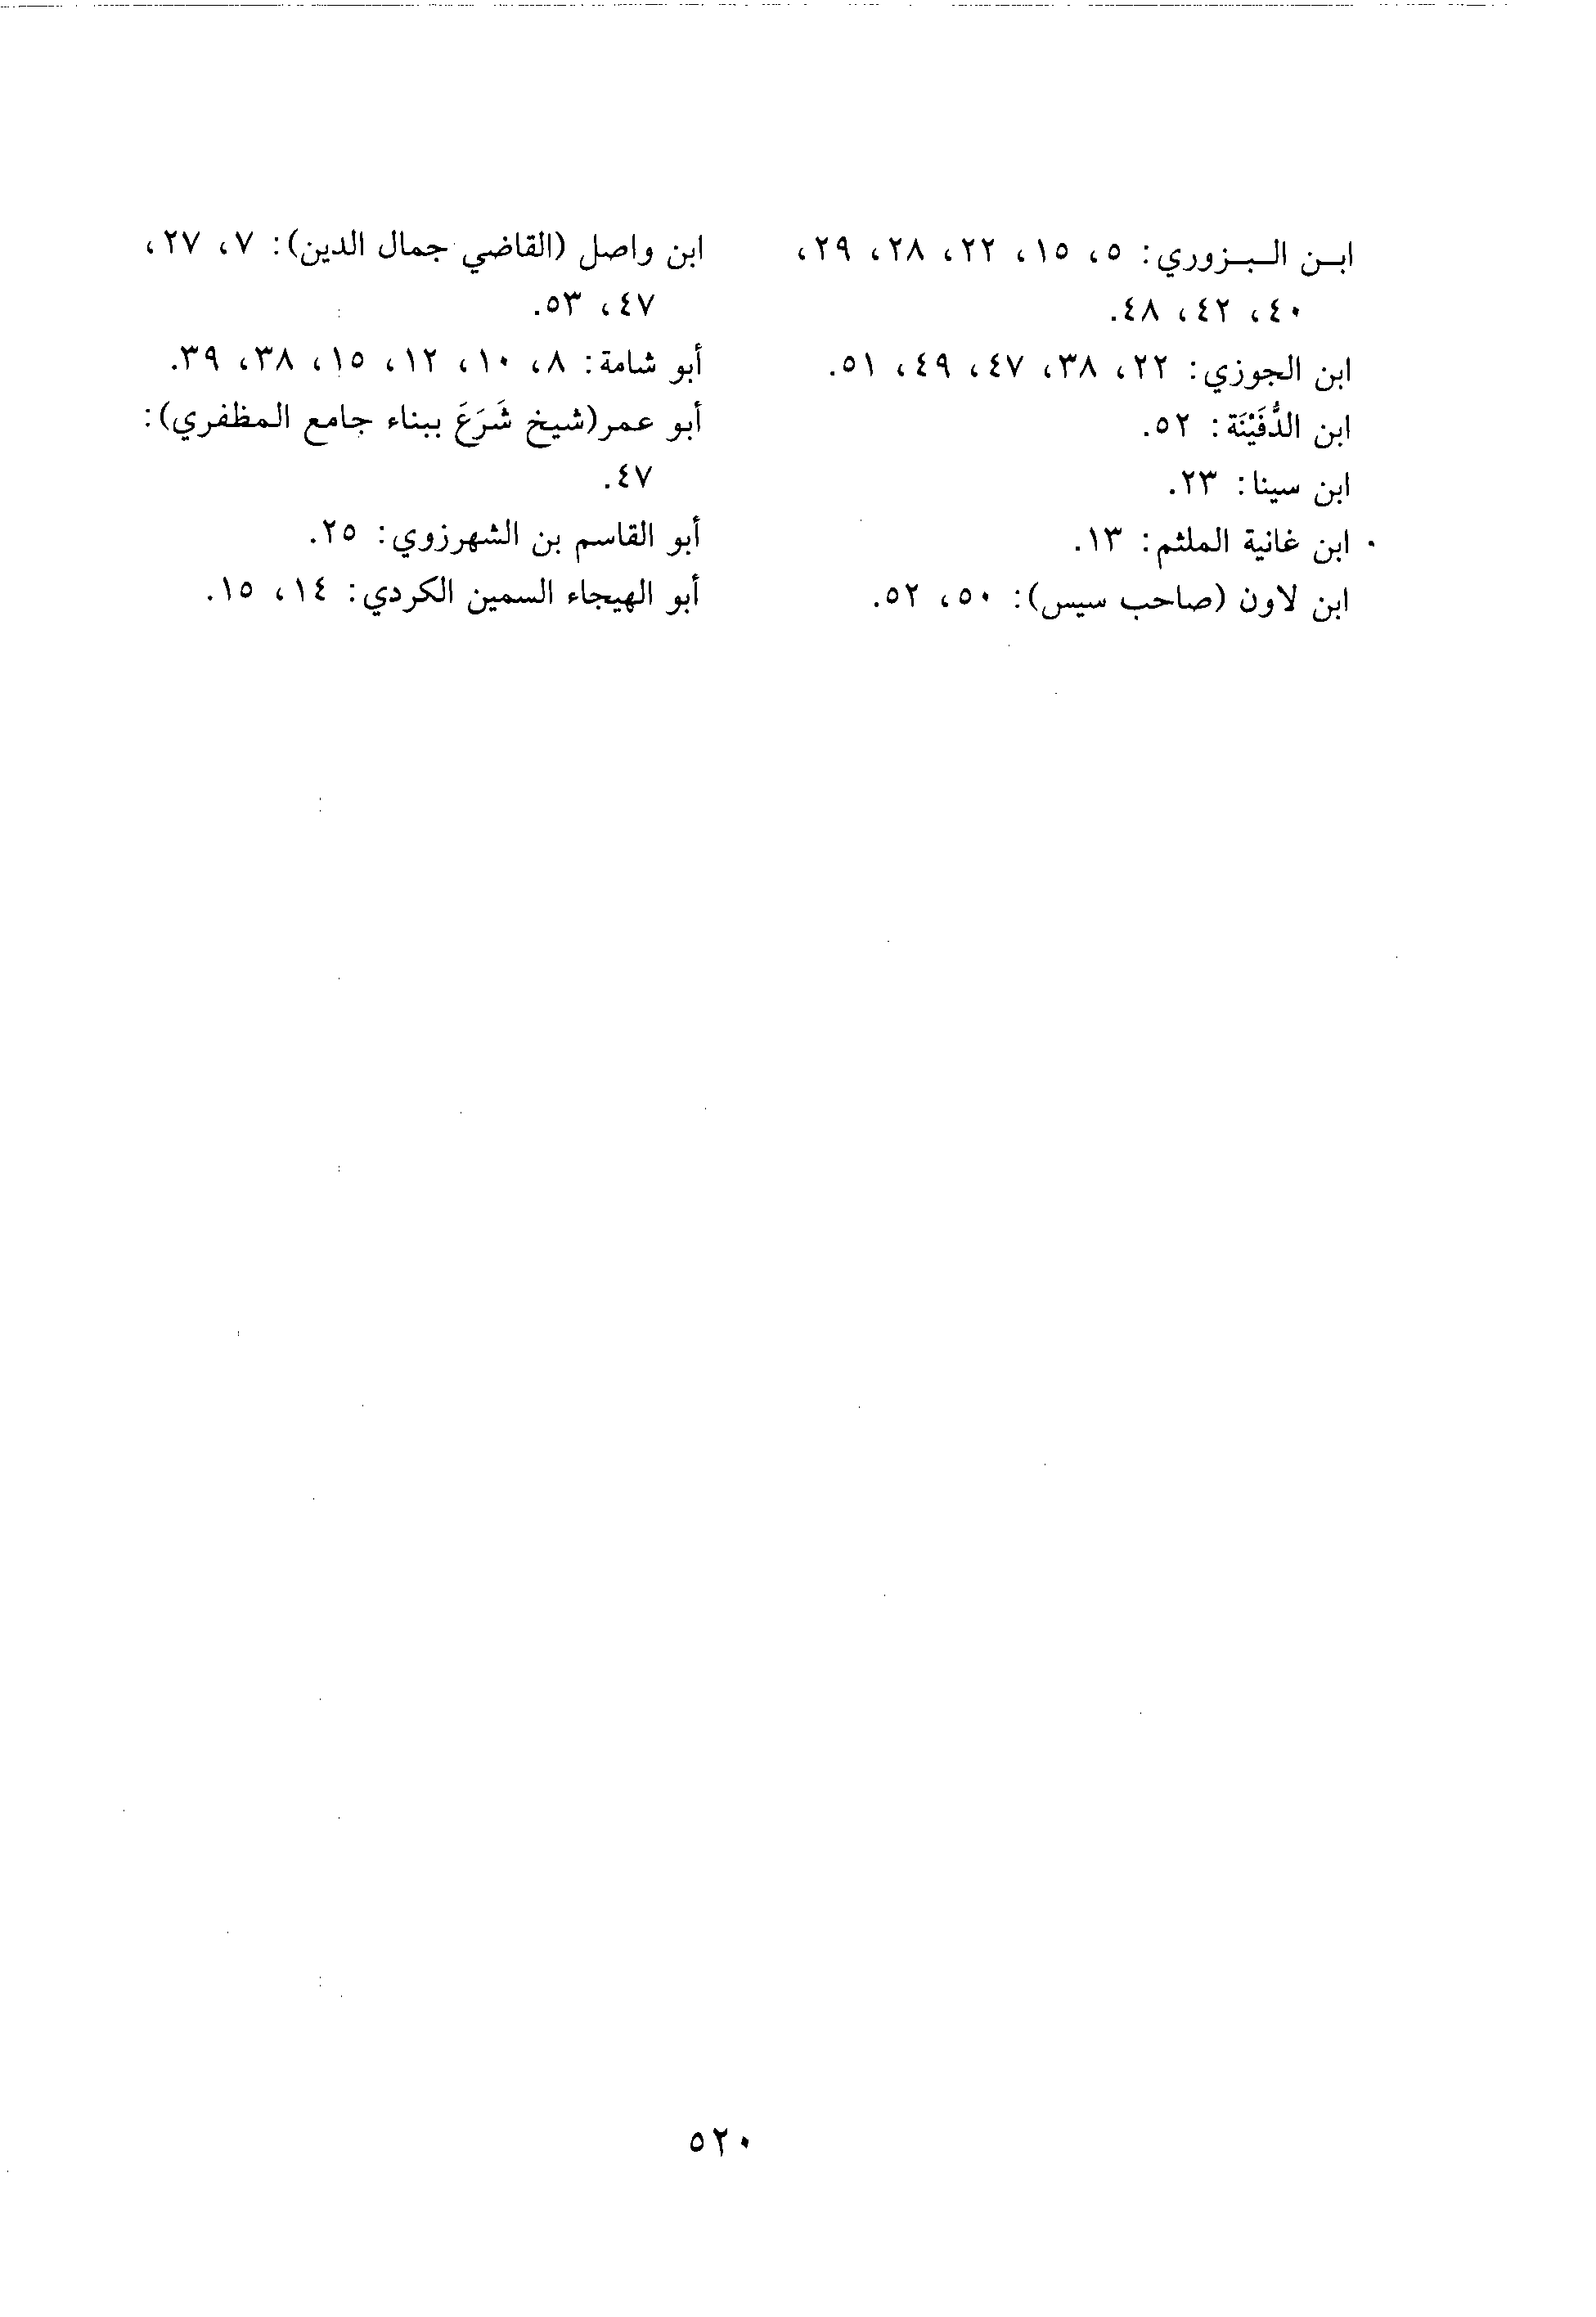 ابن البزوري: ٥، ١٥، ٢٢، ٢٨، ٢٩،
٤٠، ٤٢، ٤٨.
ابن الجوزي: ٢٢، ٣٨، ٤٧، ٤٩، ٥١.
ابن الدُّفَيْنَة: ٥٢.
ابن سينا: ٢٣.
ابن غانية الملثم: ١٣.
ابن لاون (صاحب سيس): ٥٠، ٥٢.
ابن واصل (القاضي جمال الدين): ٧، ٢٧،
٤٧، ٥٣.
أبو شامة: ٨، ١٠، ١٢، ١٥، ٣٨، ٣٩.
أبو عمر(شيخ شَرَعَ ببناء جامع المظفري):
٤٧.
أبو القاسم بن الشهرزوي: ٢٥.
أبو الهيجاء السمين الكردي: ١٤، ١٥.
٥٢٠